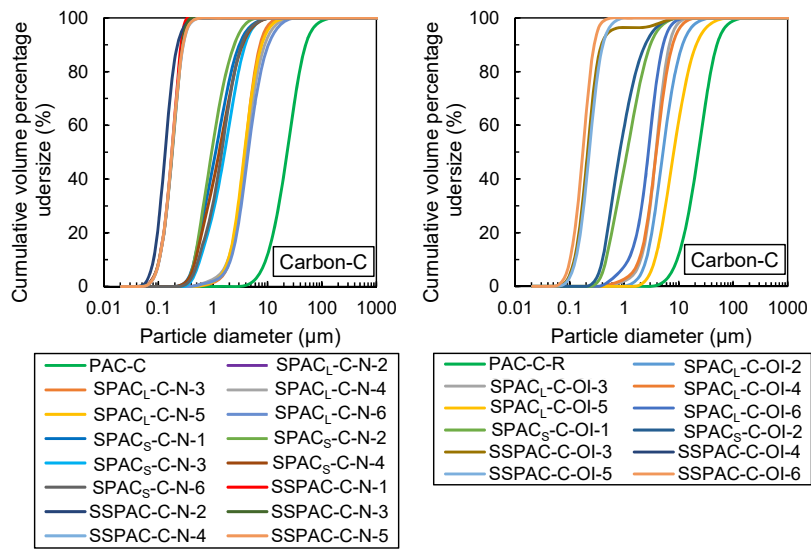 Cumulative volume percentage
udersize (%)
100
80
60
40
20
0
Carbon-C
0.01 0.1 1 10 100 1000
Particle diameter (µm)
PAC-C SPACL-C-N-2
SPACL-C-N-3 SPACL-C-N-4
SPACL-C-N-5 SPACL-C-N-6
SPACS-C-N-1 SPACS-C-N-2
SPACS-C-N-3 SPACS-C-N-4
SPACS-C-N-6 SSPAC-C-N-1
SSPAC-C-N-2 SSPAC-C-N-3
SSPAC-C-N-4 SSPAC-C-N-5
Cumulative volume percentage
udersize (%)
100
80
60
40
20
0
Carbon-C
0.01 0.1 1 10 100 1000
Particle diameter (µm)
PAC-C-R SPACL-C-OI-2
SPACL-C-OI-3 SPACL-C-OI-4
SPACL-C-OI-5 SPACL-C-OI-6
SPACS-C-OI-1 SPACS-C-OI-2
SSPAC-C-OI-3 SSPAC-C-OI-4
SSPAC-C-OI-5 SSPAC-C-OI-6